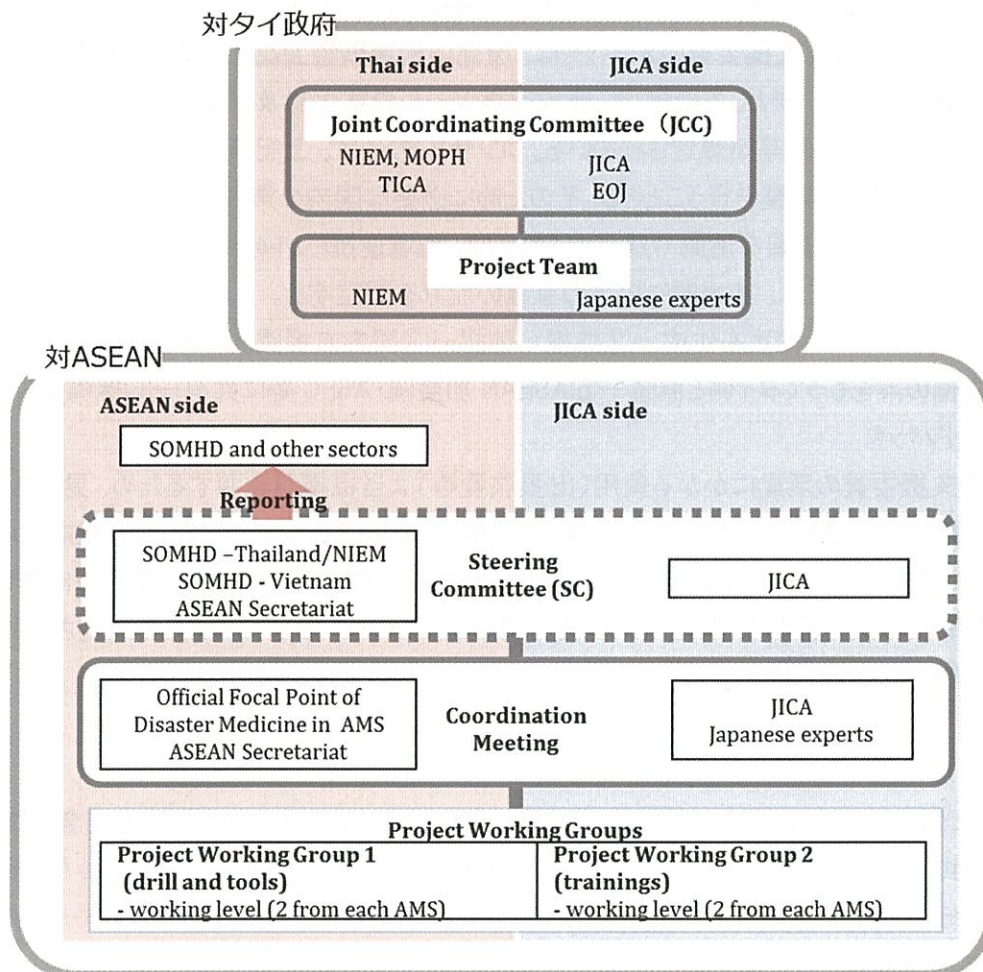 対タイ政府
Thai side
JICA side
Joint Coordinating Committee （JCC)
NIEM, MOPH
TICA
JICA
EOJ
Project Team
NIEM
Japanese experts
対ASEAN
ASEAN side
JICA side
SOMHD and other sectors
Reporting
SOMHD –Thailand/NIEM
SOMHD - Vietnam
ASEAN Secretariat
Steering
Committee (SC)
JICA
Official Focal Point of
Disaster Medicine in AMS
ASEAN Secretariat
Coordination
Meeting
JICA
Japanese experts
Project Working Groups
Project Working Group 1
(drill and tools)
- working level (2 from each AMS)
Project Working Group 2
(trainings)
- working level (2 from each AMS)